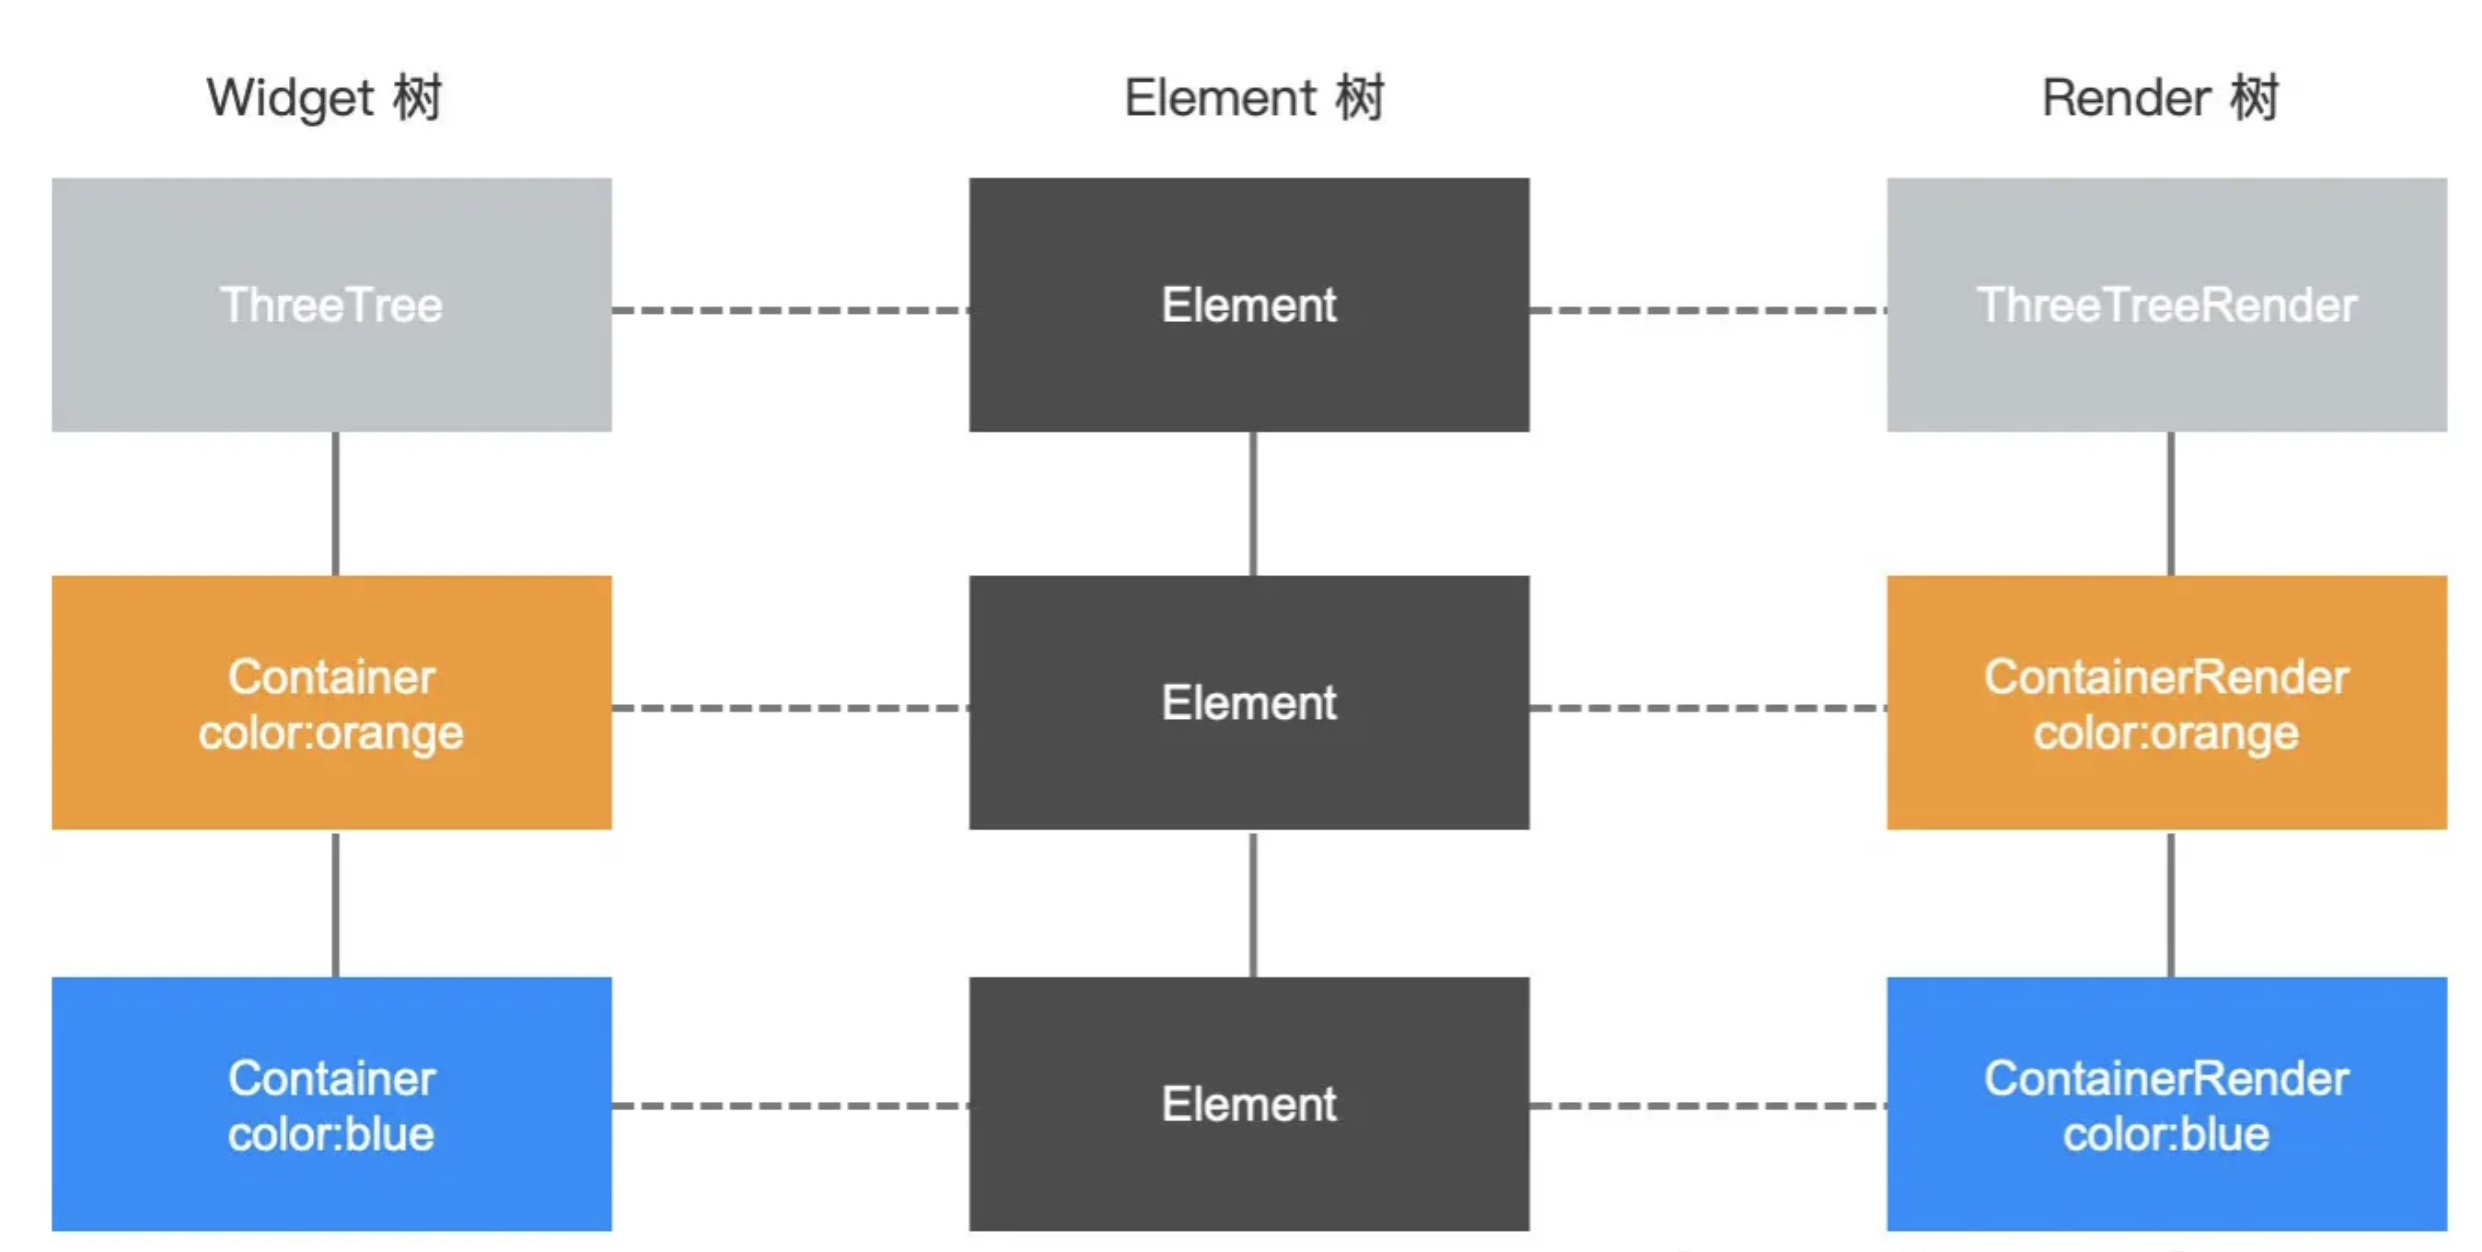 Widget 树
Element 树
Render 树
ThreeTree
Element
ThreeTreeRender
Container
color:orange
Element
ContainerRender
color:orange
Container
color:blue
Element
ContainerRender
color:blue